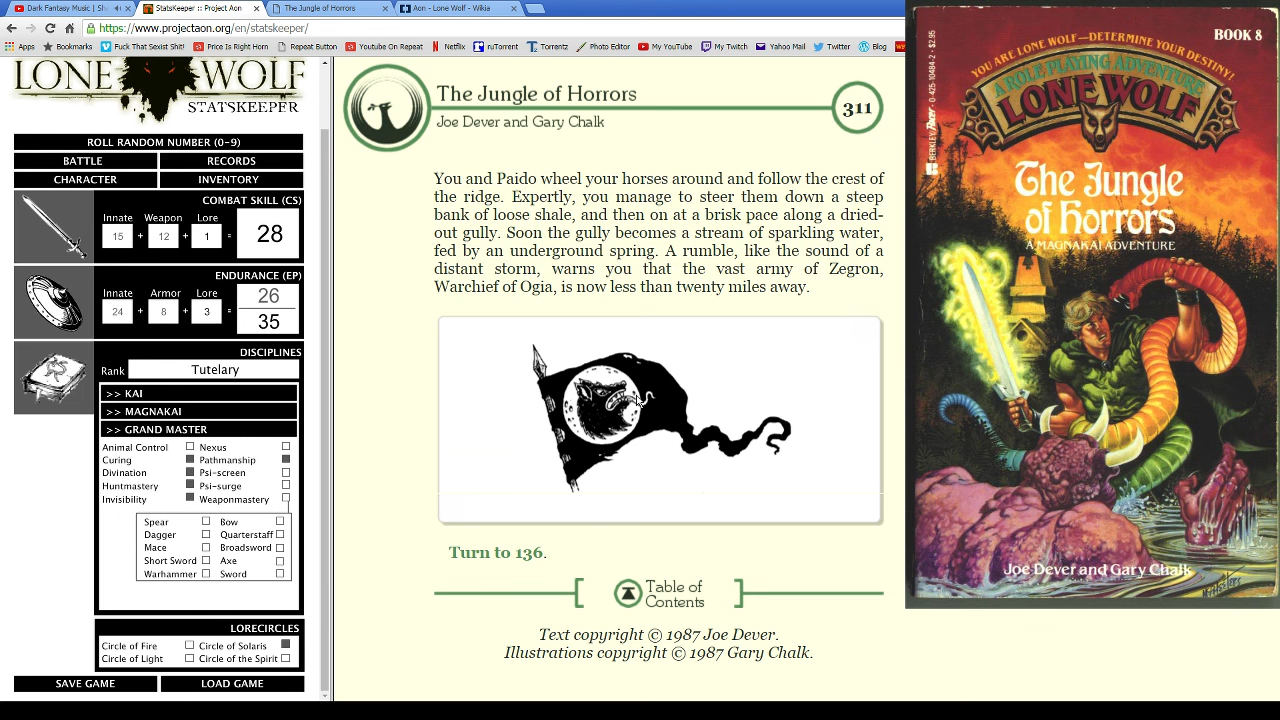 Dark Fantasy Music | Sha
StatsKeeper :: Project Aon
The Jungle of Horrors
Aon - Lone Wolf - Wikia
https://www.projectaon.org/en/statskeeper/
Apps Bookmarks Fuck That Sexist Shit! Price Is Right Horn Repeat Button Youtube On Repeat Netflix ruTorrent Torrentz Photo Editor My YouTube My Twitch Yahoo Mail Twitter Blog
LONE WOLF
STATSKEEPER
ROLL RANDOM NUMBER (0-9)
BATTLE RECORDS
CHARACTER INVENTORY
COMBAT SKILL (CS)
Innate Weapon Lore
15 + 12 + 1 = 28
ENDURANCE (EP)
Innate Armor Lore 26
24 + 8 + 3 = 35
DISCIPLINES
Rank Tutelary
>> KAI
>> MAGNAKAI
>> GRAND MASTER
Animal Control Nexus
Curing Pathmanship
Divination Psi-screen
Huntmastery Psi-surge
Invisibility Weaponmastery
Spear Bow
Dagger Quarterstaff
Mace Broadsword
Short Sword Axe
Warhammer Sword
LORECIRCLES
Circle of Fire Circle of Solaris
Circle of Light Circle of the Spirit
SAVE GAME LOAD GAME
The Jungle of Horrors
311
Joe Dever and Gary Chalk
You and Paido wheel your horses around and follow the crest of
the ridge. Expertly, you manage to steer them down a steep
bank of loose shale, and then on at a brisk pace along a dried-
out gully. Soon the gully becomes a stream of sparkling water,
fed by an underground spring. A rumble, like the sound of a
distant storm, warns you that the vast army of Zegron,
Warchief of Ogia, is now less than twenty miles away.
Turn to 136.
Table of
Contents
Text copyright © 1987 Joe Dever.
Illustrations copyright © 1987 Gary Chalk.
BOOK 8
YOU ARE LONE WOLF—DETERMINE YOUR DESTINY!
A ROLE PLAYING ADVENTURE
LONE WOLF
BERKLEY Pacer 0-425-10484-2 • $2.95
The Jungle
of Horrors
A MAGNAKAI ADVENTURE
Joe Dever and Gary Chalk